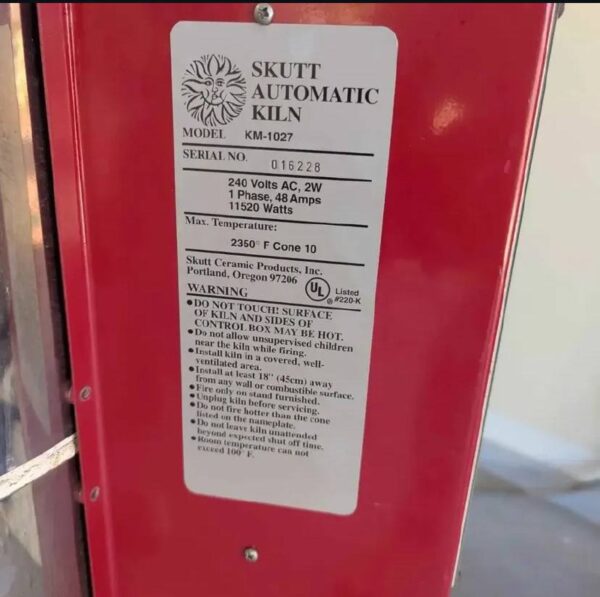 SKUTT
AUTOMATIC
KILN
MODEL KM-1027
SERIAL NO. 016228
240 Volts AC, 2W
1 Phase, 48 Amps
11520 Watts
Max. Temperature:
2350° F Cone 10
Skutt Ceramic Products, Inc.
Portland, Oregon 97206
UL ® Listed
#220-K
WARNING
•DO NOT TOUCH! SURFACE
OF KILN AND SIDES OF
CONTROL BOX MAY BE HOT.
•Do not allow unsupervised children
near the kiln while firing.
•Install kiln in a covered, well-
ventilated area.
•Install at least 18" (45cm) away
from any wall or combustible surface.
•Fire only on stand furnished.
•Unplug kiln before servicing.
•Do not fire hotter than the cone
listed on the nameplate.
•Do not leave kiln unattended
beyond expected shut off time.
•Room temperature can not
exceed 100° F.